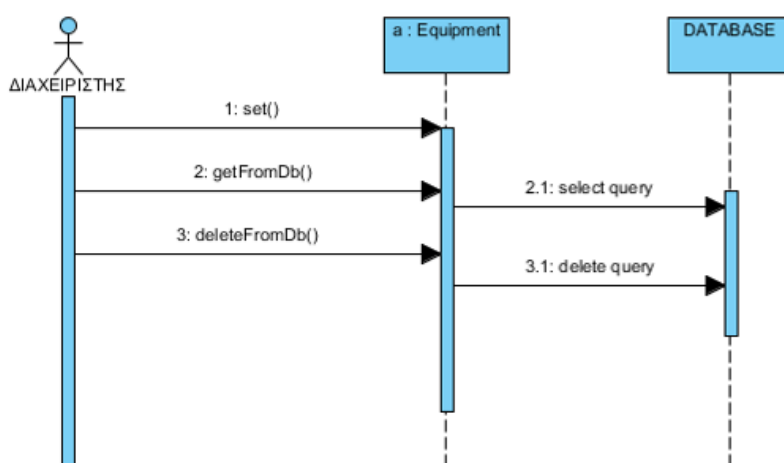 a : Equipment
DATABASE
ΔΙΑΧΕΙΡΙΣΤΗΣ
1: set()
2: getFromDb()
2.1: select query
3: deleteFromDb()
3.1: delete query